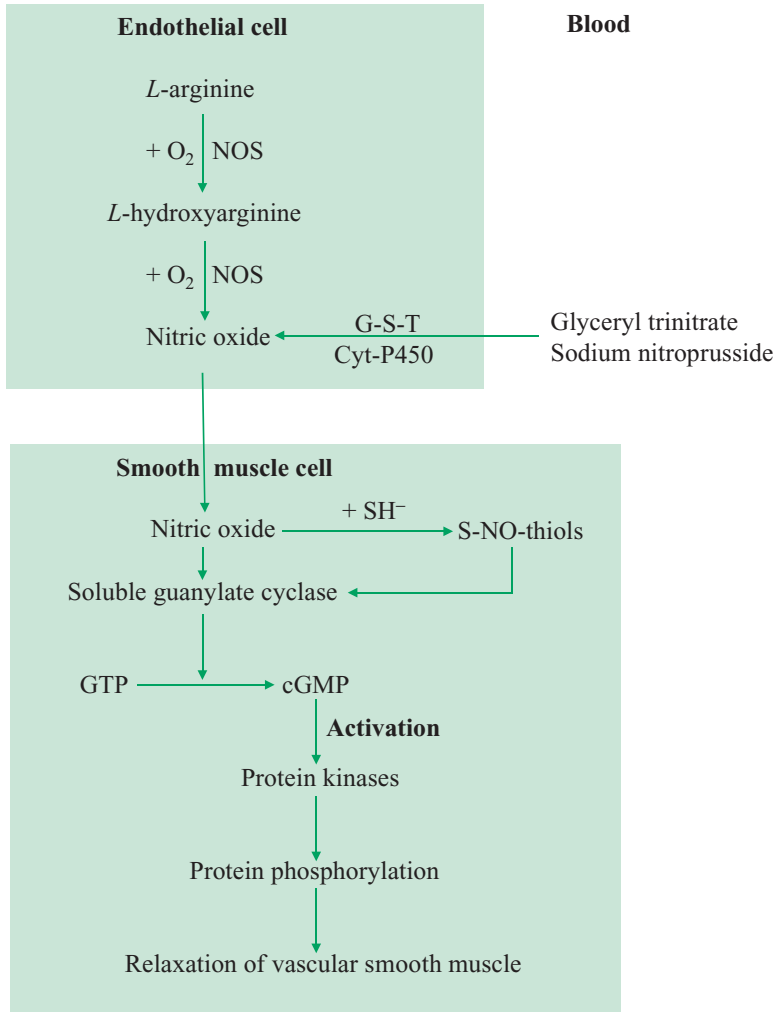 Endothelial cell
Blood
L-arginine
+ O₂ NOS
L-hydroxyarginine
+ O₂ NOS
Nitric oxide
G-S-T
Cyt-P450
Glyceryl trinitrate
Sodium nitroprusside
Smooth muscle cell
Nitric oxide
+ SH⁻
S-NO-thiols
Soluble guanylate cyclase
GTP
cGMP
Activation
Protein kinases
Protein phosphorylation
Relaxation of vascular smooth muscle